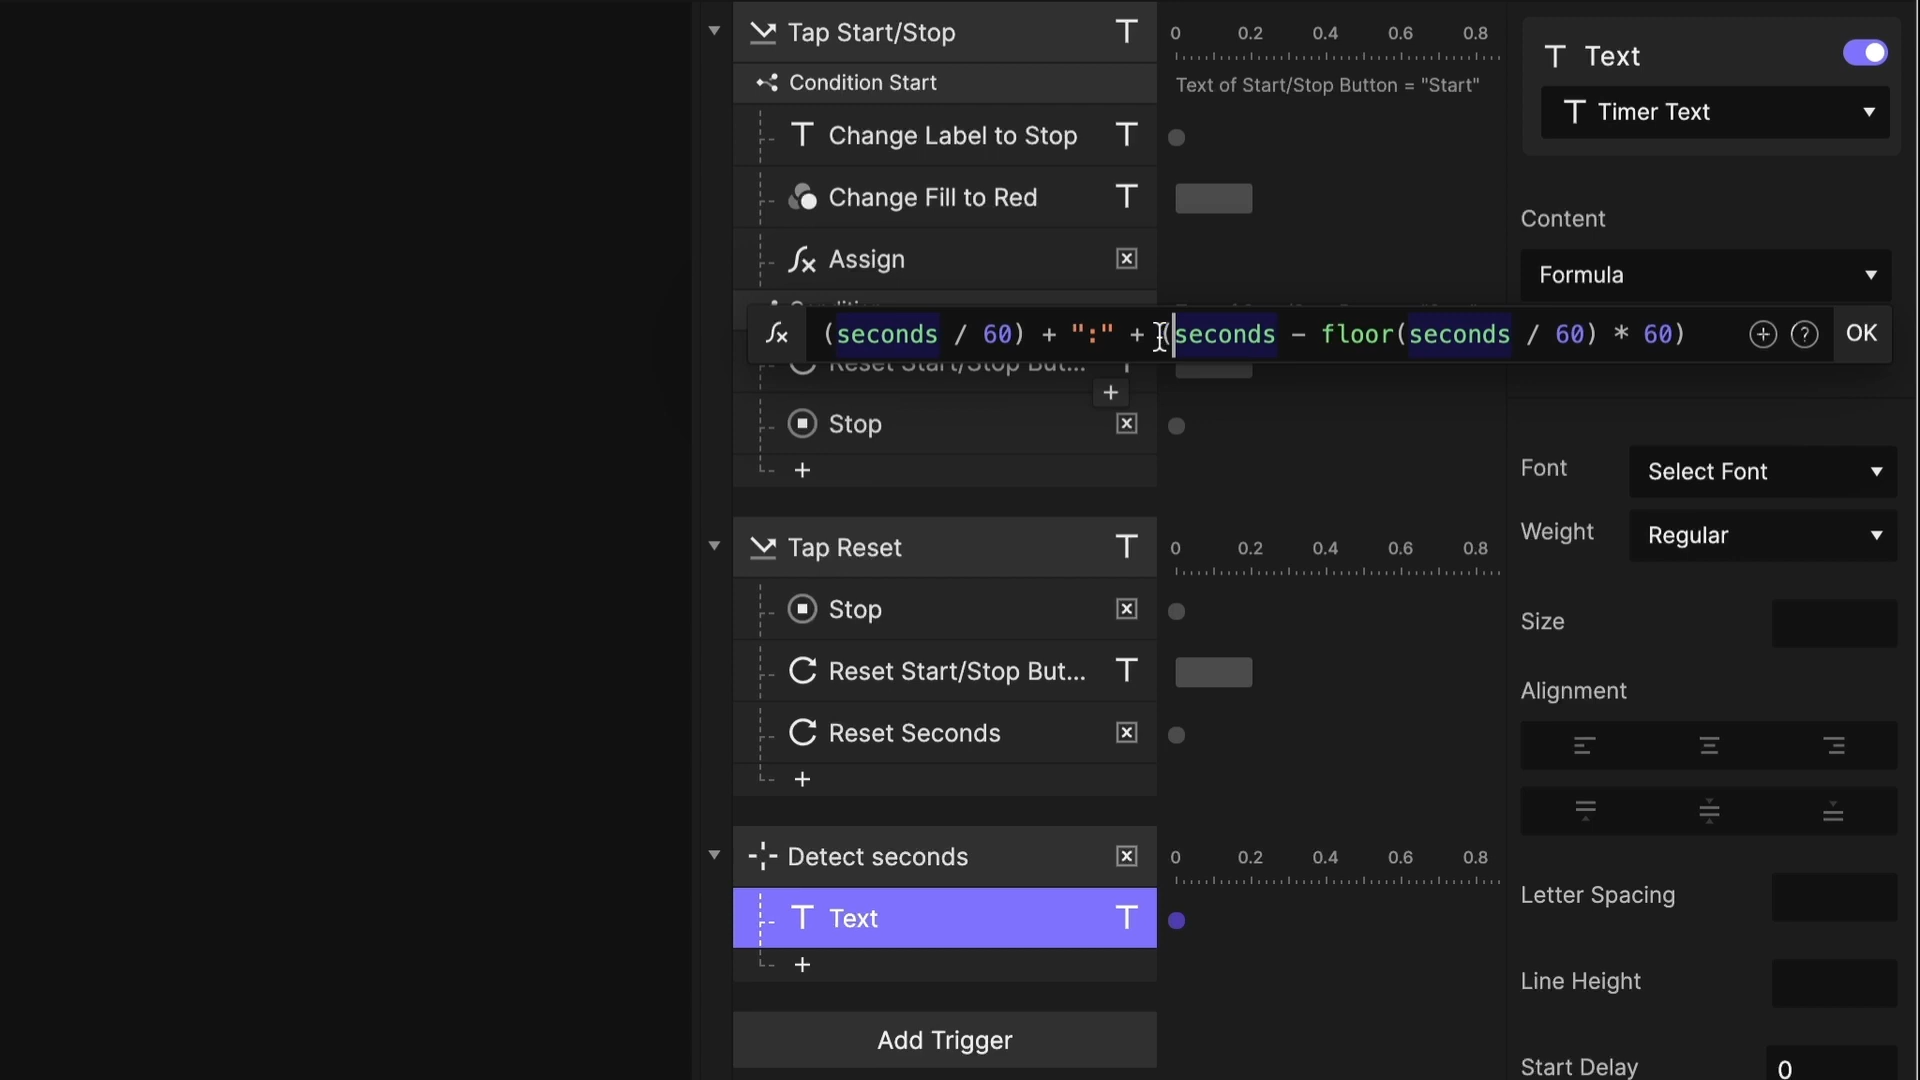 Tap Start/Stop
0 0.2 0.4 0.6 0.8
Condition Start
Text of Start/Stop Button = "Start"
Change Label to Stop
Change Fill to Red
Assign
(seconds / 60) + ":" + (seconds - floor(seconds / 60) * 60)
OK
Reset Start/Stop But...
Stop
Tap Reset
0 0.2 0.4 0.6 0.8
Stop
Reset Start/Stop But...
Reset Seconds
Detect seconds
0 0.2 0.4 0.6 0.8
Text
Add Trigger
Text
Timer Text
Content
Formula
Font
Select Font
Weight
Regular
Size
Alignment
Letter Spacing
Line Height
Start Delay
0